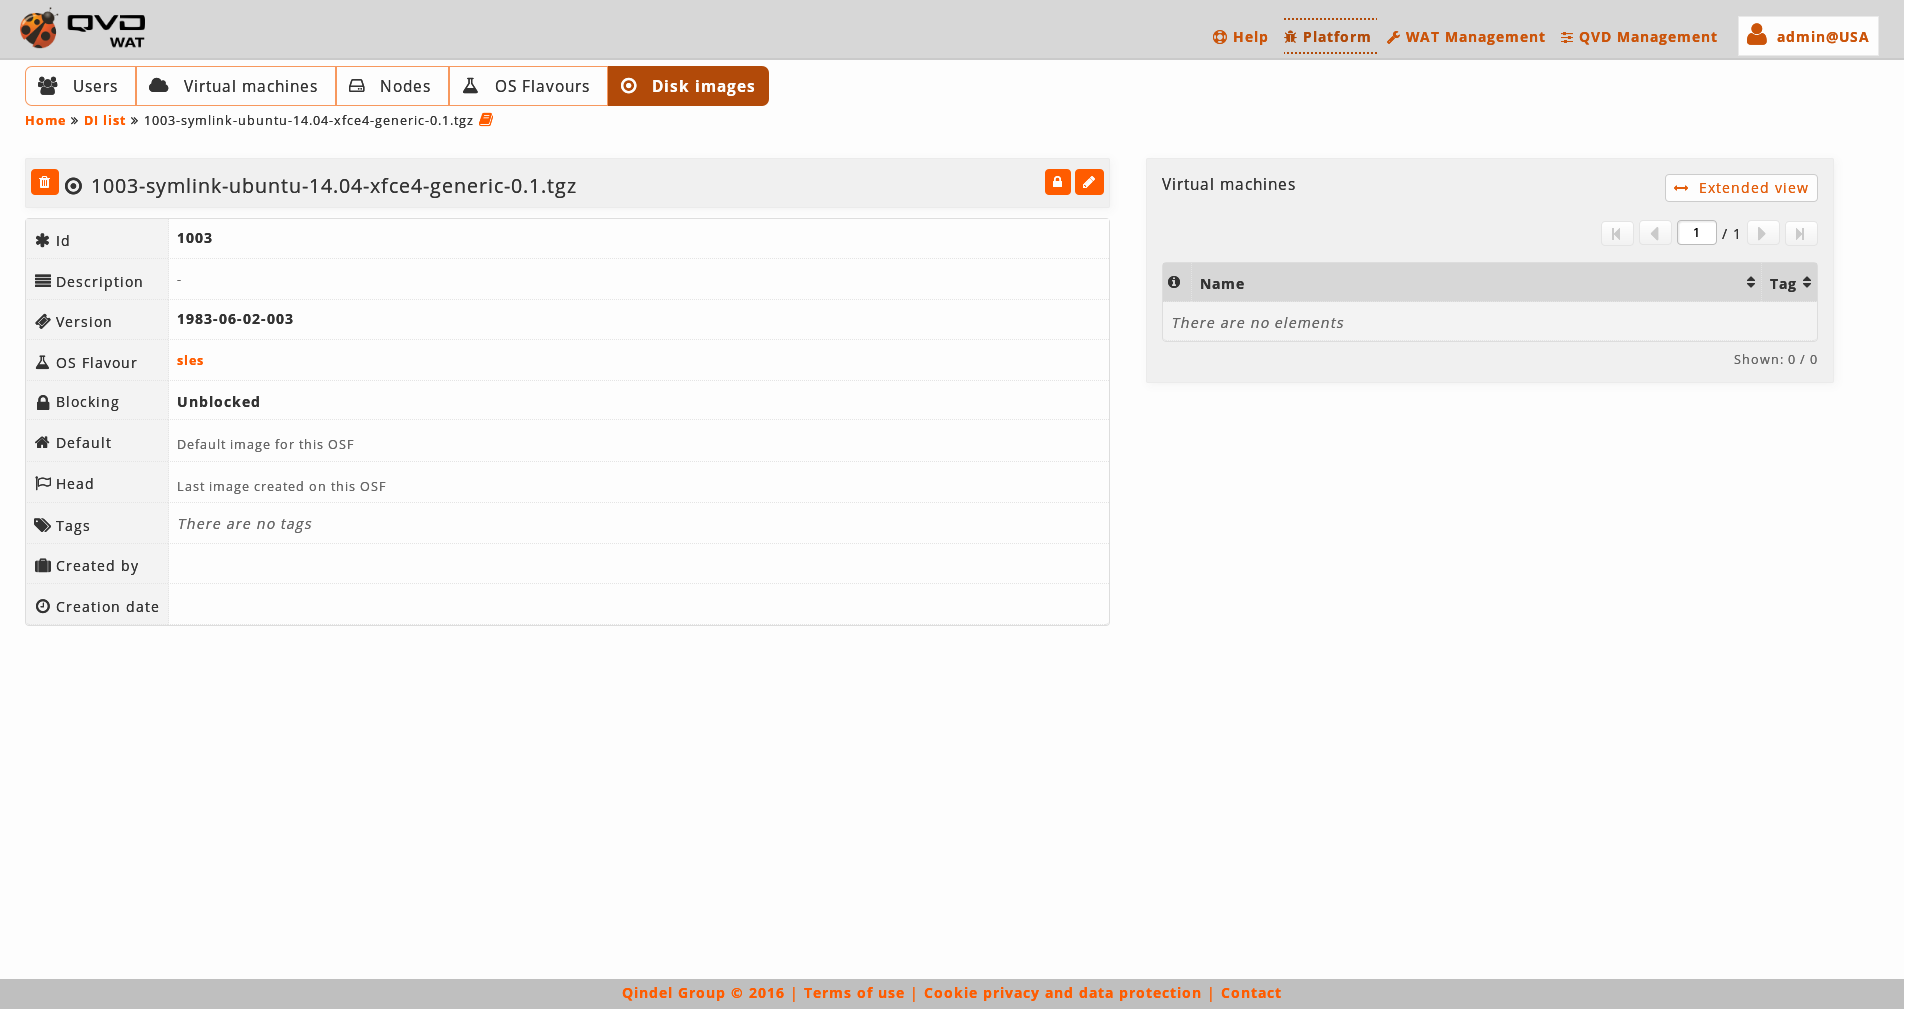 QVD
WAT
Help Platform WAT Management QVD Management admin@USA
Users Virtual machines Nodes OS Flavours Disk images
Home » DI list » 1003-symlink-ubuntu-14.04-xfce4-generic-0.1.tgz
1003-symlink-ubuntu-14.04-xfce4-generic-0.1.tgz
Id 1003
Description -
Version 1983-06-02-003
OS Flavour sles
Blocking Unblocked
Default Default image for this OSF
Head Last image created on this OSF
Tags There are no tags
Created by
Creation date
Virtual machines
Extended view
1 / 1
Name Tag
There are no elements
Shown: 0 / 0
Qindel Group © 2016 | Terms of use | Cookie privacy and data protection | Contact